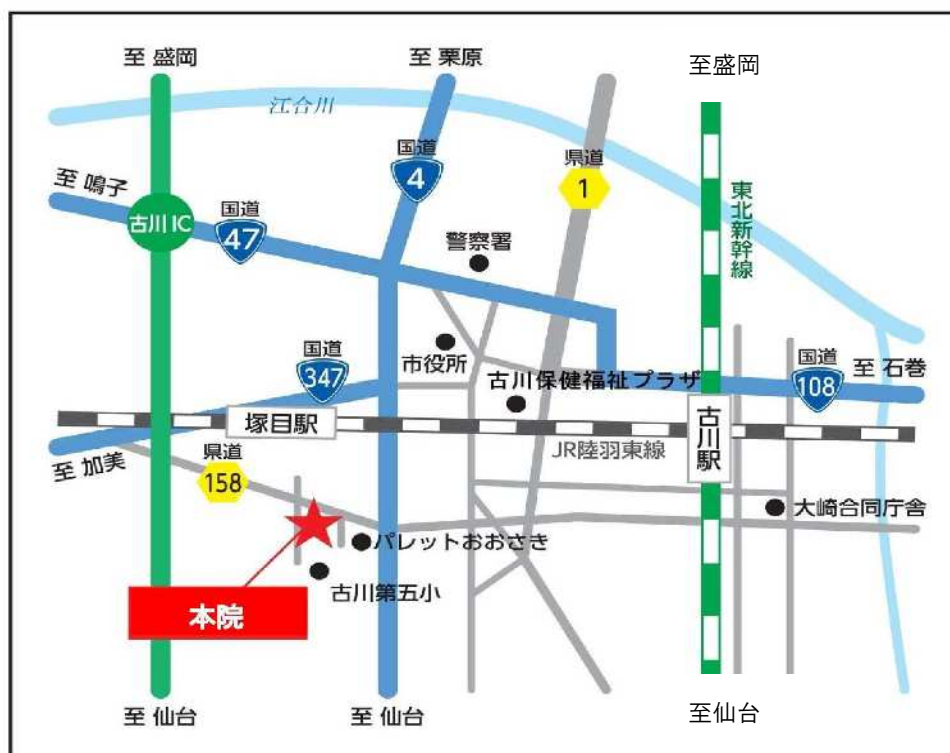 至 盛岡
至 栗原
至盛岡
江合川
国道
4
県道
1
至 鳴子
古川IC
国道
47
警察署
東北新幹線
国道
347
市役所
古川保健福祉プラザ
国道
108
至 石巻
塚目駅
古川駅
JR陸羽東線
至 加美
県道
158
大崎合同庁舎
パレットおおさき
古川第五小
本院
至 仙台
至 仙台
至仙台